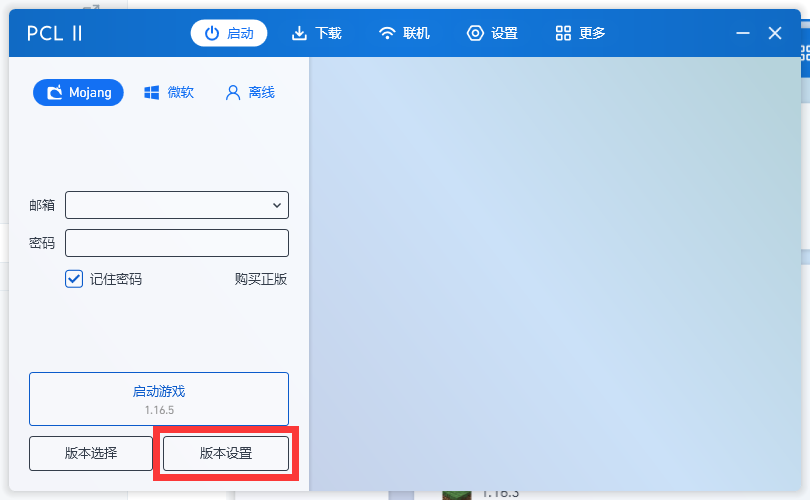 PCL II
启动
下载
联机
设置
更多
Mojang
微软
离线
邮箱
密码
记住密码
购买正版
启动游戏
1.16.5
版本选择
版本设置
1.16.3